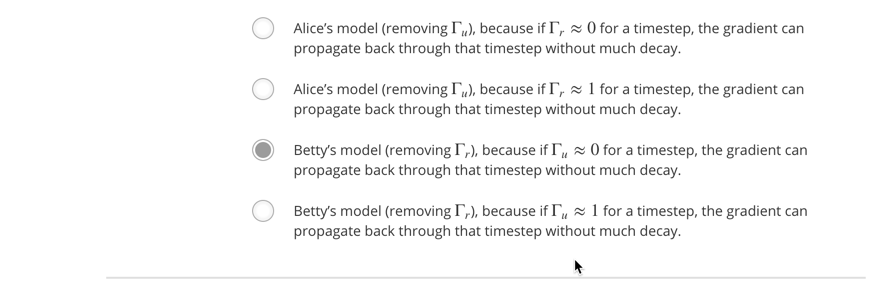 Alice's model (removing Γᵤ), because if Γᵣ ≈ 0 for a timestep, the gradient can
propagate back through that timestep without much decay.
Alice's model (removing Γᵤ), because if Γᵣ ≈ 1 for a timestep, the gradient can
propagate back through that timestep without much decay.
Betty's model (removing Γᵣ), because if Γᵤ ≈ 0 for a timestep, the gradient can
propagate back through that timestep without much decay.
Betty's model (removing Γᵣ), because if Γᵤ ≈ 1 for a timestep, the gradient can
propagate back through that timestep without much decay.